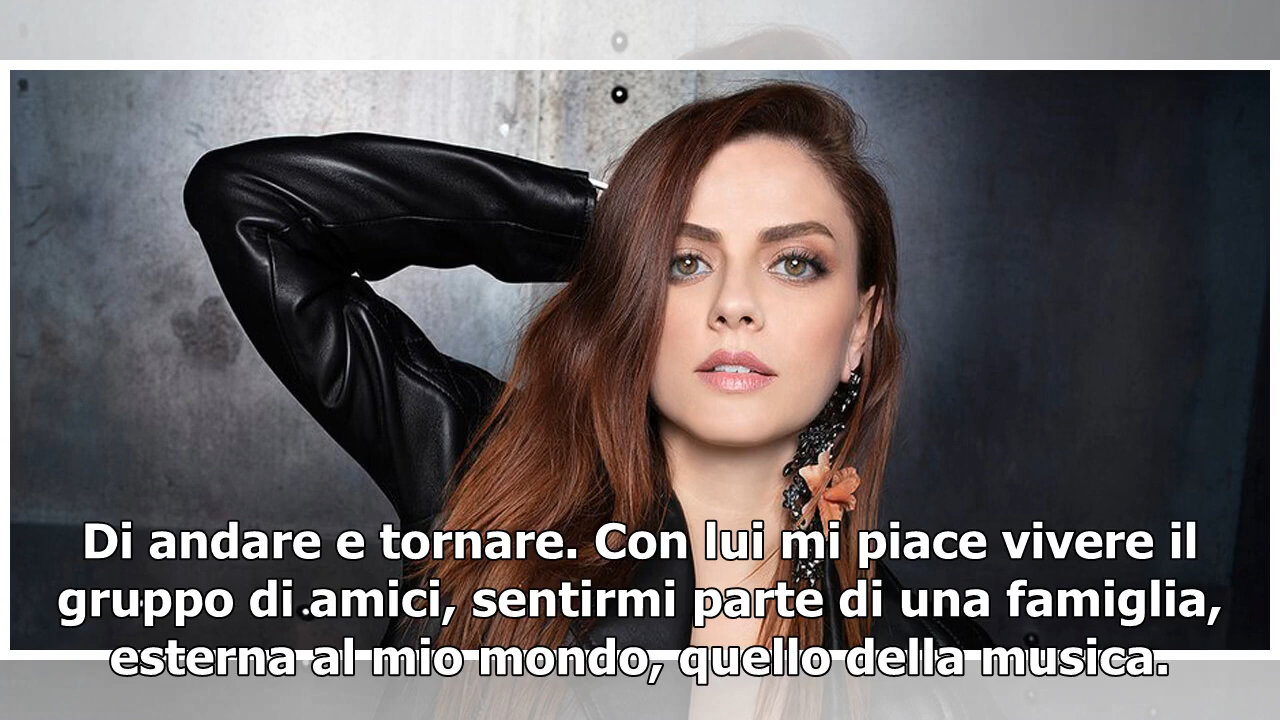 Di andare e tornare. Con lui mi piace vivere il
gruppo di amici, sentirmi parte di una famiglia,
esterna al mio mondo, quello della musica.